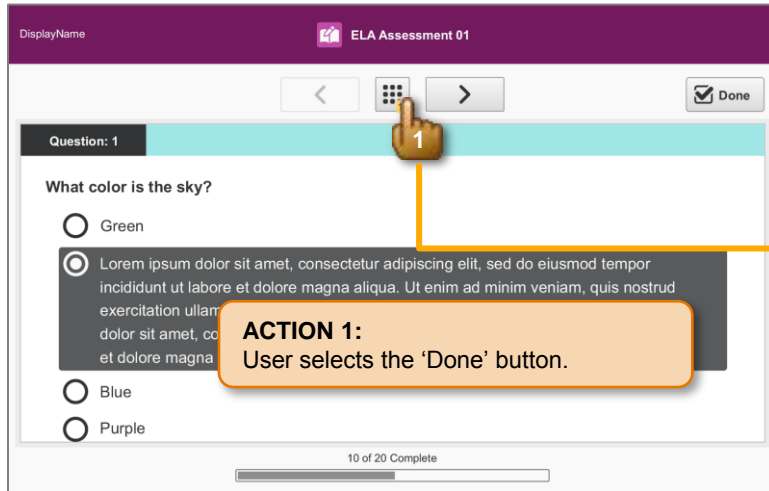 DisplayName
ELA Assessment 01
Done
1
Question: 1
What color is the sky?
Green
Lorem ipsum dolor sit amet, consectetur adipiscing elit, sed do eiusmod tempor
incididunt ut labore et dolore magna aliqua. Ut enim ad minim veniam, quis nostrud
exercitation ullam
dolor sit amet, co
et dolore magna
ACTION 1:
User selects the ‘Done’ button.
Blue
Purple
10 of 20 Complete